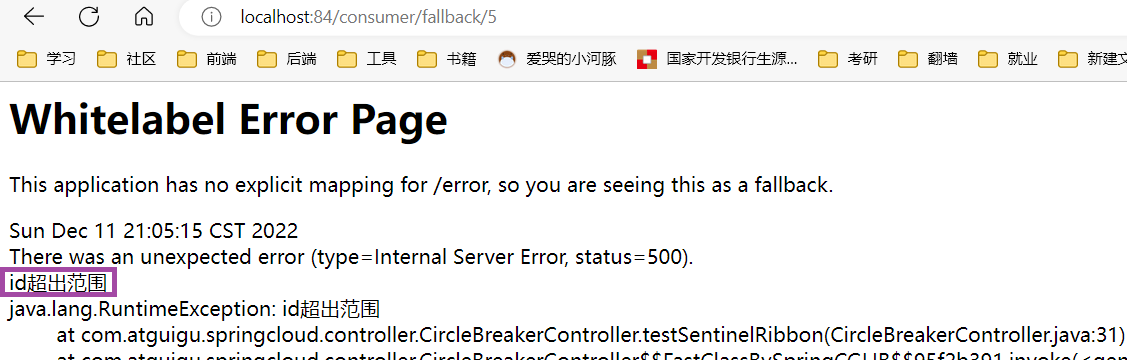 localhost:84/consumer/fallback/5
学习 社区 前端 后端 工具 书籍 爱哭的小河豚 国家开发银行生源... 考研 翻墙 就业 新建文
Whitelabel Error Page
This application has no explicit mapping for /error, so you are seeing this as a fallback.
Sun Dec 11 21:05:15 CST 2022
There was an unexpected error (type=Internal Server Error, status=500).
id超出范围
java.lang.RuntimeException: id超出范围
at com.atguigu.springcloud.controller.CircleBreakerController.testSentinelRibbon(CircleBreakerController.java:31)